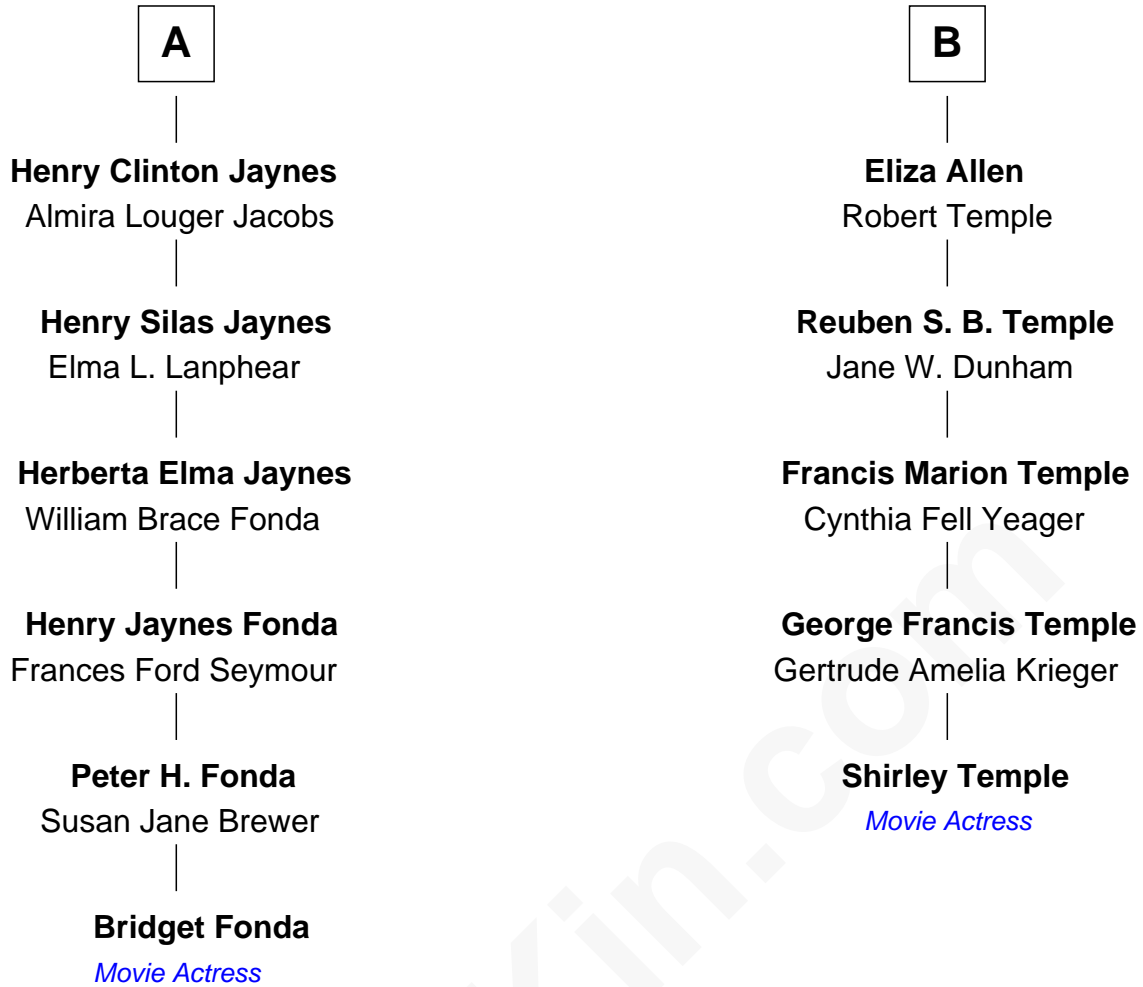 A
Henry Clinton Jaynes
Almira Louger Jacobs
Henry Silas Jaynes
Elma L. Lanphear
Herberta Elma Jaynes
William Brace Fonda
Henry Jaynes Fonda
Frances Ford Seymour
Peter H. Fonda
Susan Jane Brewer
Bridget Fonda
Movie Actress
B
Eliza Allen
Robert Temple
Reuben S. B. Temple
Jane W. Dunham
Francis Marion Temple
Cynthia Fell Yeager
George Francis Temple
Gertrude Amelia Krieger
Shirley Temple
Movie Actress
Kin.com